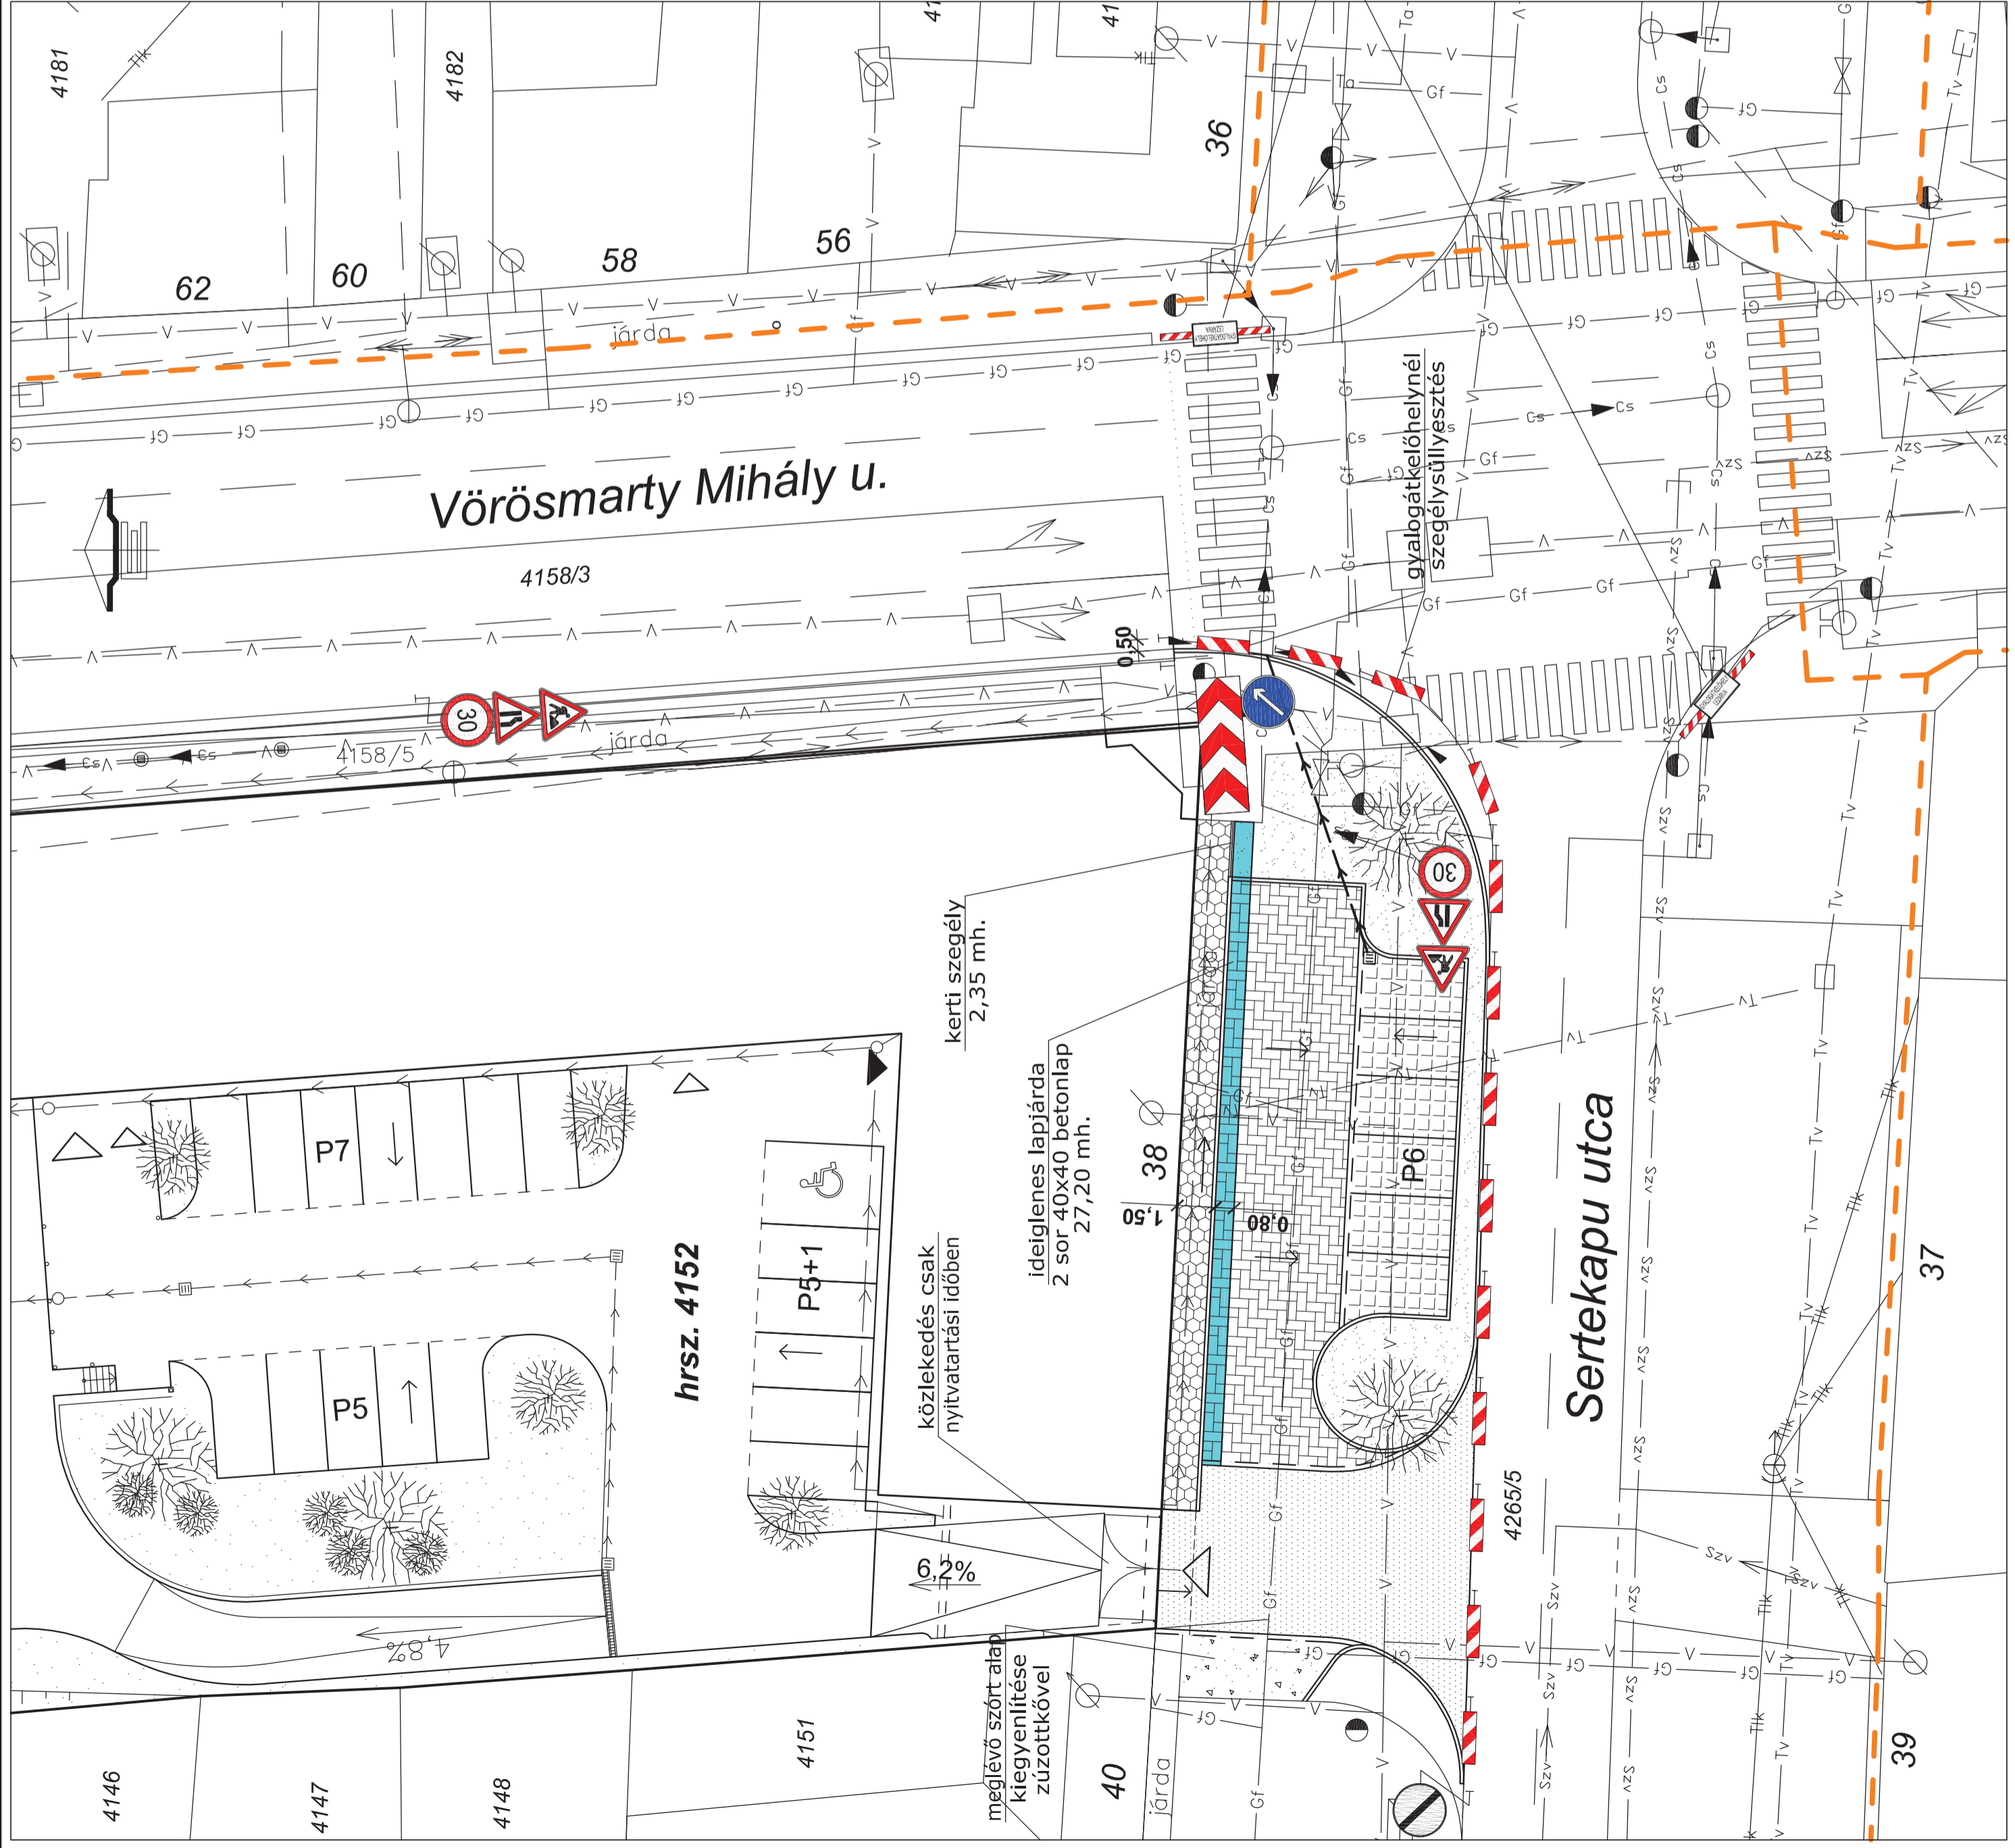 4181
4182
41
41
36
62
60
58
56
járda
Vörösmarty Mihály u.
4158/3
gyalogátkelőhelynél
szegélysüllyesztés
0,50
30
4158/5
járda
30
kerti szegély
2,35 mh.
ideiglenes lapjárda
2 sor 40x40 betonlap
27,20 mh.
járda
P7
P5+1
P5
hrsz. 4152
38
1,50
0,80
P6
közlekedés csak
nyitvatartási időben
Sertekapu utca
4265/5
37
6,2%
4,8%
meglévő szórt alap
kiegyenlítése
zúzottkővel
4146
4147
4148
4151
40
járda
39